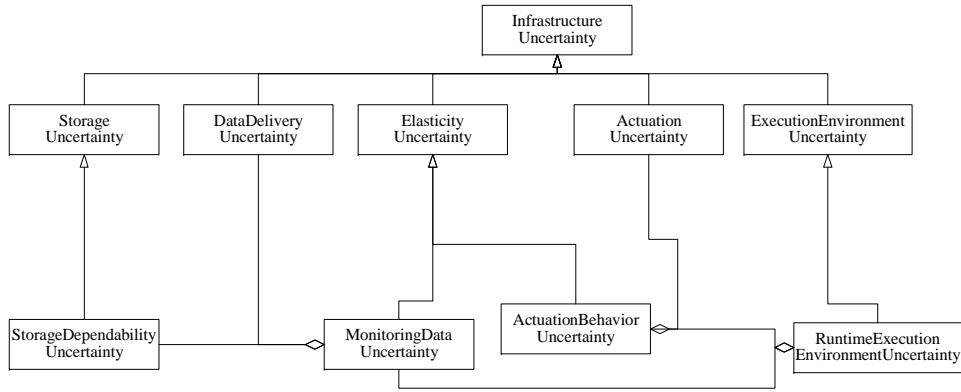 Infrastructure
Uncertainty
Storage
Uncertainty
DataDelivery
Uncertainty
Elasticity
Uncertainty
Actuation
Uncertainty
ExecutionEnvironment
Uncertainty
StorageDependability
Uncertainty
MonitoringData
Uncertainty
ActuationBehavior
Uncertainty
RuntimeExecution
EnvironmentUncertainty